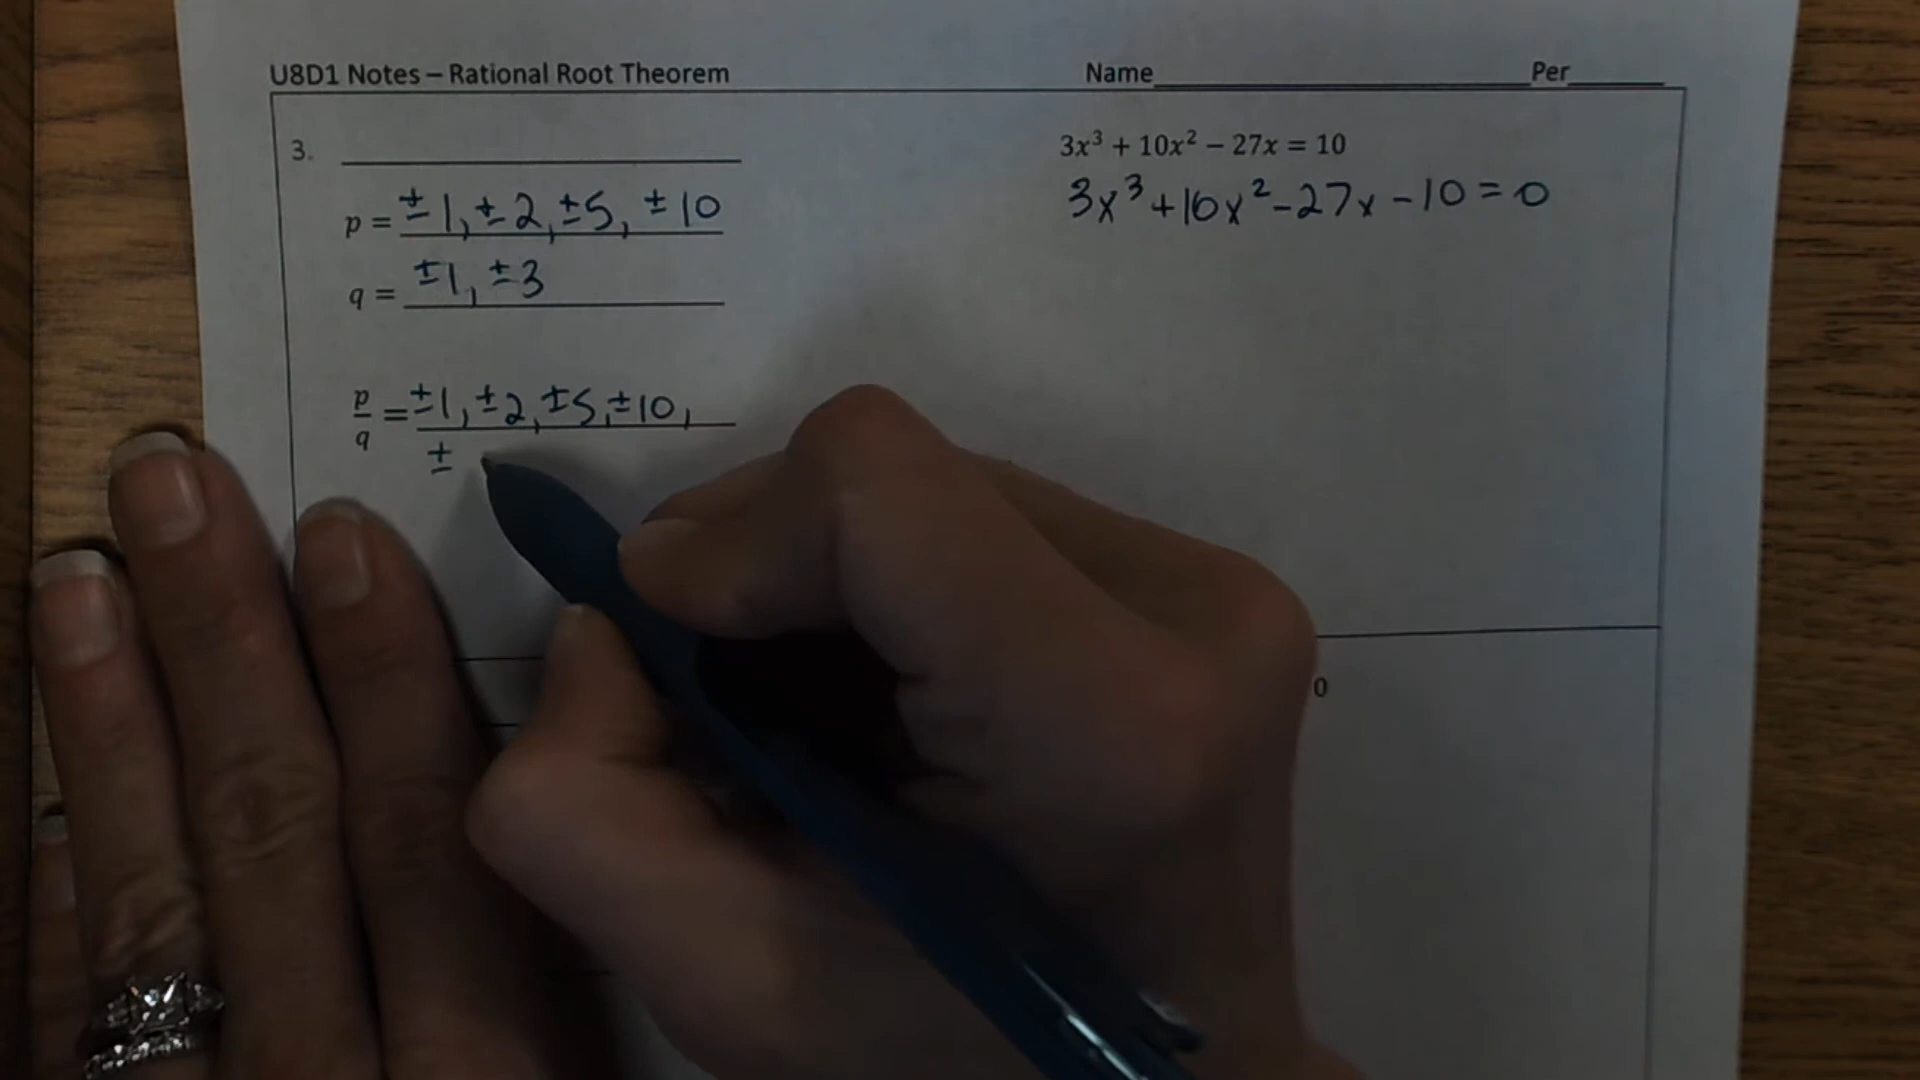 U8D1 Notes – Rational Root Theorem Name Per
3.
3x³ + 10x² − 27x = 10
3x³ + 10x² − 27x − 10 = 0
p = ±1, ±2, ±5, ±10
q = ±1, ±3
p/q = ±1, ±2, ±5, ±10,
±
0